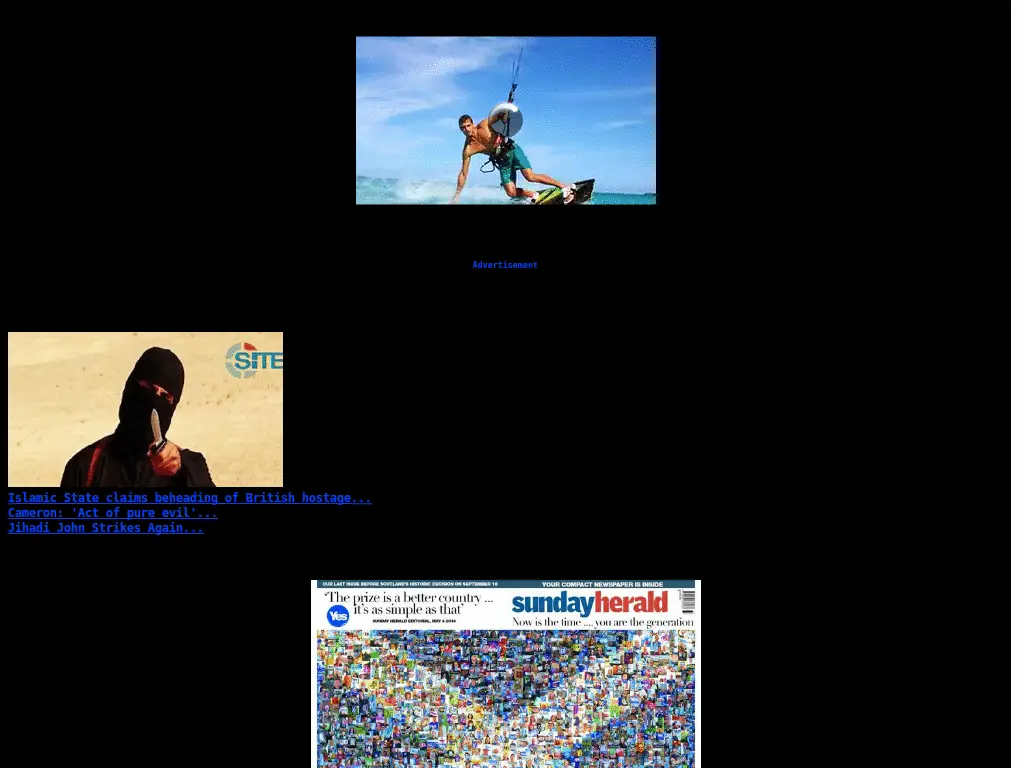 Advertisement
SITE
Islamic State claims beheading of British hostage...
Cameron: 'Act of pure evil'...
Jihadi John Strikes Again...
OUR LAST ISSUE BEFORE SCOTLAND'S HISTORIC DECISION ON SEPTEMBER 18
YOUR COMPACT NEWSPAPER IS INSIDE
'The prize is a better country ...
it's as simple as that'
Yes
SUNDAY HERALD EDITORIAL, MAY 4 2014
sundayherald
Now is the time .... you are the generation